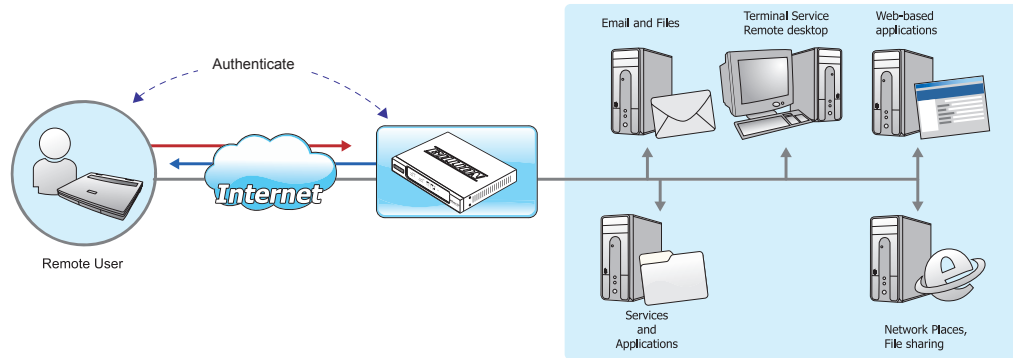 Email and Files
Terminal Service
Remote desktop
Web-based
applications
Authenticate
Internet
Remote User
Services
and
Applications
Network Places,
File sharing